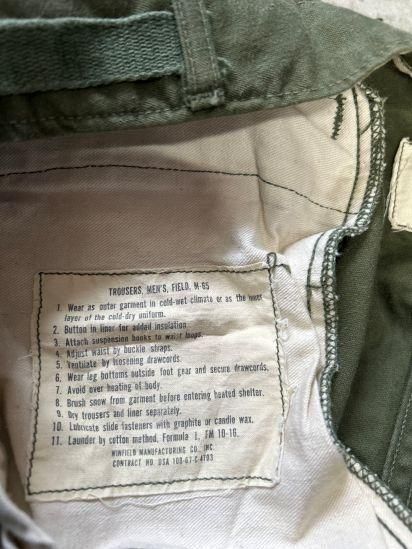 TROUSERS, MEN'S, FIELD, M-65
1. Wear as outer garment in cold-wet climate or as the inner
layer of the cold-dry uniform.
2. Button in liner for added insulation.
3. Attach suspension hooks to waist loops.
4. Adjust waist by buckle straps.
5. Ventilate by loosening drawcords.
6. Wear leg bottoms outside foot gear and secure drawcords.
7. Avoid over heating of body.
8. Brush snow from garment before entering heated shelter.
9. Dry trousers and liner separately.
10. Lubricate slide fasteners with graphite or candle wax.
11. Launder by cotton method, Formula I, FM 10-16.
WINFIELD MANUFACTURING CO., INC.
CONTRACT NO. DSA 100-67-C-4703